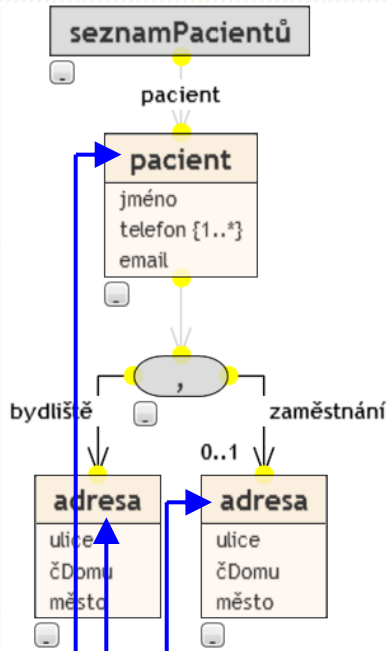 seznamPacientů
pacient
pacient
jméno
telefon {1..*}
email
,
bydliště
zaměstnání
0..1
adresa
ulice
čDomu
město
adresa
ulice
čDomu
město